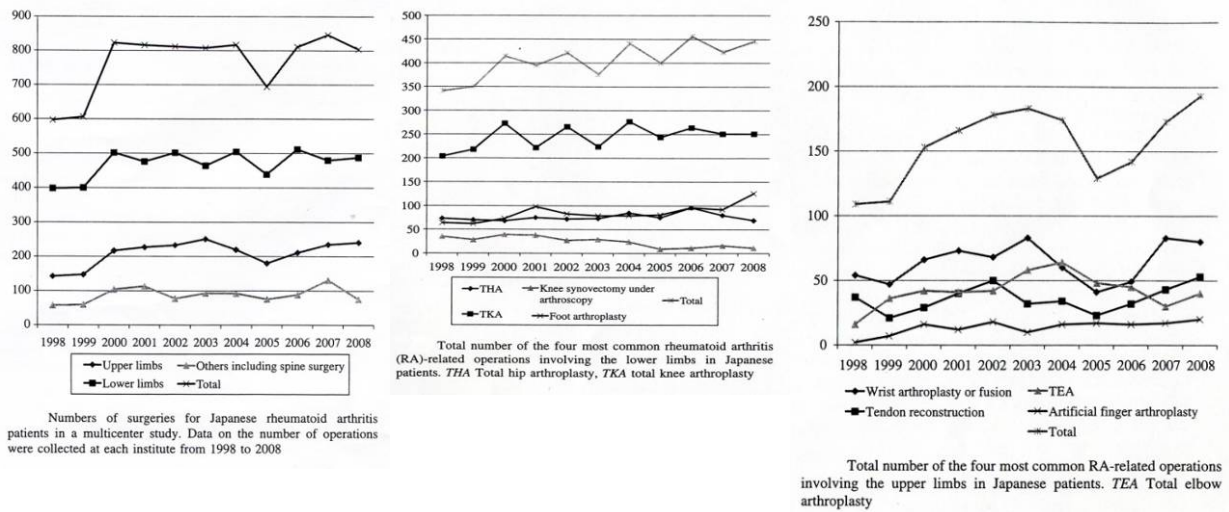 900
800
700
600
500
400
300
200
100
0
1998 1999 2000 2001 2002 2003 2004 2005 2006 2007 2008
Upper limbs Others including spine surgery
Lower limbs Total
Numbers of surgeries for Japanese rheumatoid arthritis
patients in a multicenter study. Data on the number of operations
were collected at each institute from 1998 to 2008
500
450
400
350
300
250
200
150
100
50
0
1998 1999 2000 2001 2002 2003 2004 2005 2006 2007 2008
THA Knee synovectomy under
arthroscopy Total
TKA Foot arthroplasty
Total number of the four most common rheumatoid arthritis
(RA)-related operations involving the lower limbs in Japanese
patients. THA Total hip arthroplasty, TKA total knee arthroplasty
250
200
150
100
50
0
1998 1999 2000 2001 2002 2003 2004 2005 2006 2007 2008
Wrist arthroplasty or fusion TEA
Tendon reconstruction Artificial finger arthroplasty
Total
Total number of the four most common RA-related operations
involving the upper limbs in Japanese patients. TEA Total elbow
arthroplasty